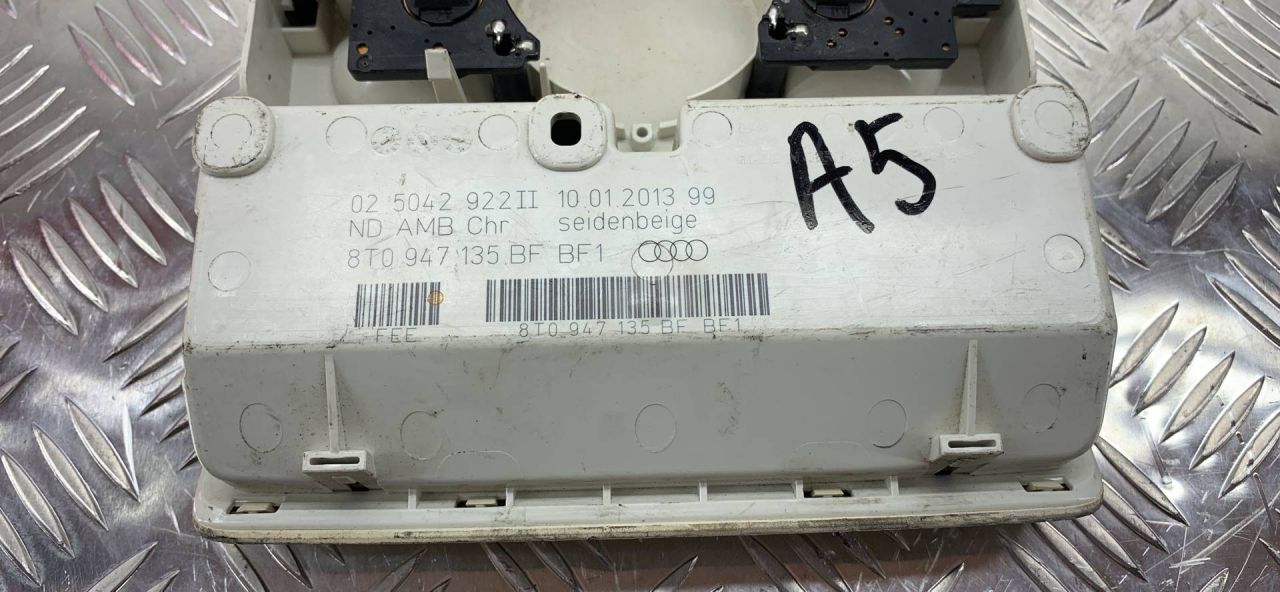 A5
02 5042 922II 10.01.2013 99
ND AMB Chr seidenbeige
8T0 947 135 BF BF1
FEE
8T0 947 135 BF BF1